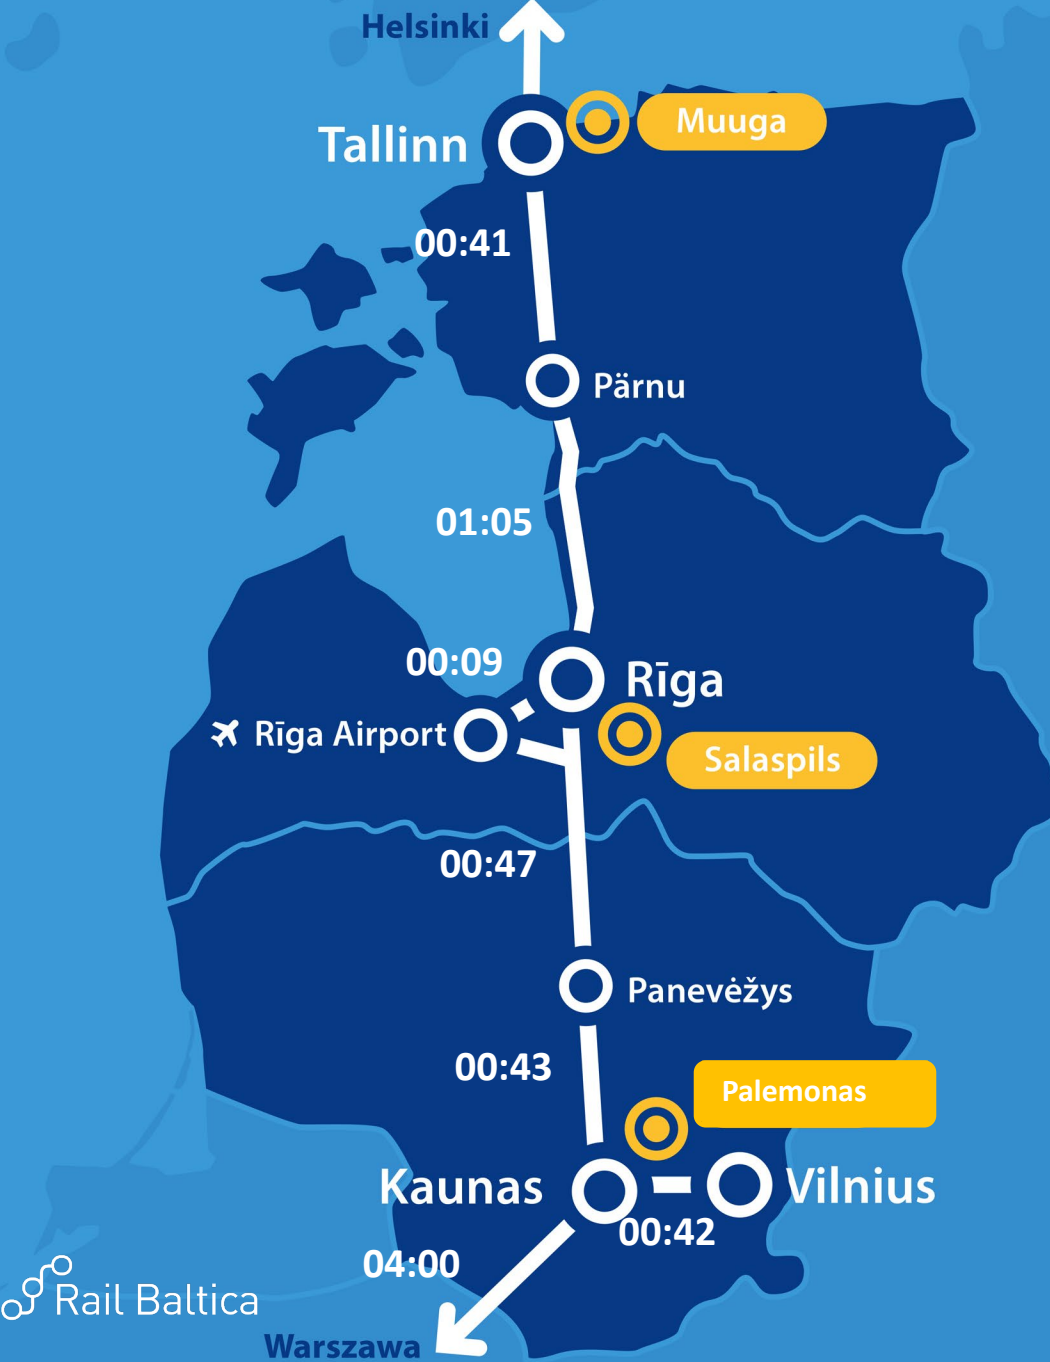 Helsinki
Muuga
Tallinn
00:41
Pärnu
01:05
00:09
Rīga
Rīga Airport
Salaspils
00:47
Panevėžys
00:43
Palemonas
Kaunas
Vilnius
00:42
04:00
Rail Baltica
Warszawa